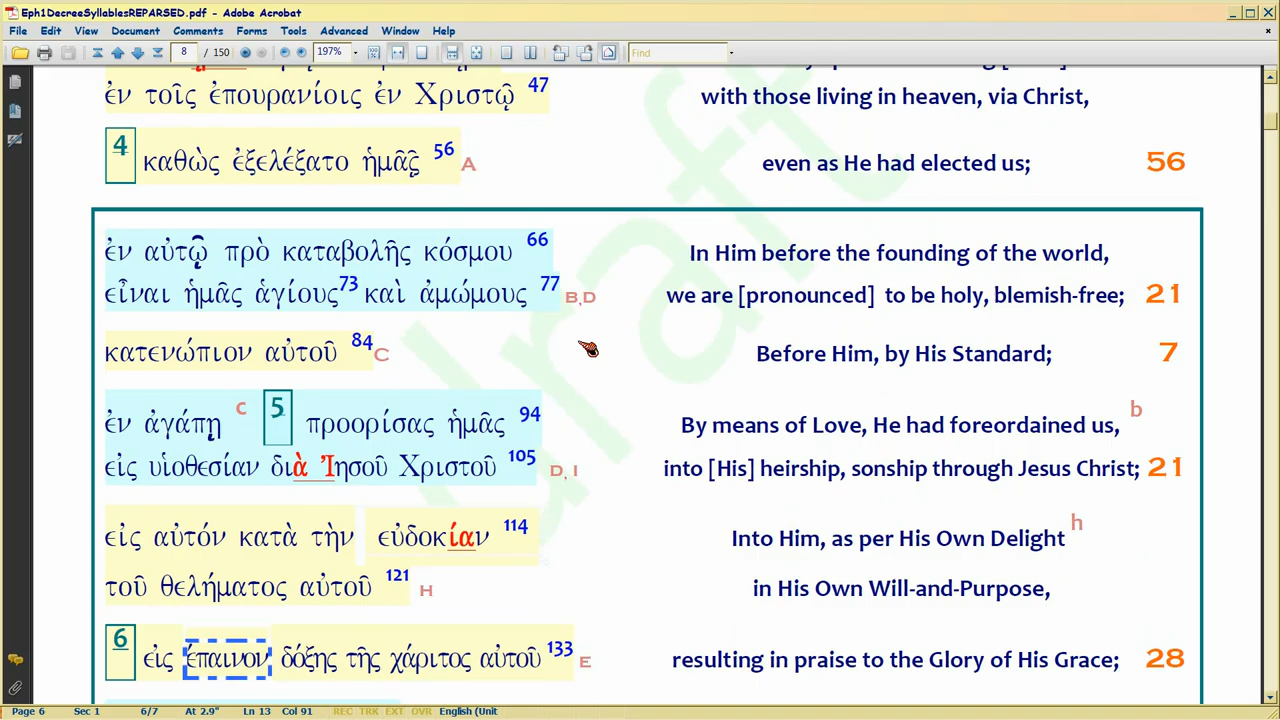 Eph1DecreeSyllablesREPARSED.pdf - Adobe Acrobat
File Edit View Document Comments Forms Tools Advanced Window Help
8 / 150 197% Find
ἐν τοῖς ἐπουρανίοις ἐν Χριστῷ 47 with those living in heaven, via Christ,
4 καθὼς ἐξελέξατο ἡμᾶς 56 A even as He had elected us; 56
ἐν αὐτῷ πρὸ καταβολῆς κόσμου 66 In Him before the founding of the world,
εἶναι ἡμᾶς ἁγίους 73 καὶ ἀμώμους 77 B,D we are [pronounced] to be holy, blemish-free; 21
κατενώπιον αὐτοῦ 84 C Before Him, by His Standard; 7
ἐν ἀγάπῃ c 5 προορίσας ἡμᾶς 94 By means of Love, He had foreordained us, b
εἰς υἱοθεσίαν διὰ Ἰησοῦ Χριστοῦ 105 D, I into [His] heirship, sonship through Jesus Christ; 21
εἰς αὐτόν κατὰ τὴν εὐδοκίαν 114 Into Him, as per His Own Delight h
τοῦ θελήματος αὐτοῦ 121 H in His Own Will-and-Purpose,
6 εἰς ἔπαινον δόξης τῆς χάριτος αὐτοῦ 133 E resulting in praise to the Glory of His Grace; 28
draft
Page 6 Sec 1 6/7 At 2.9" Ln 13 Col 91 REC TRK EXT OVR English (Unit